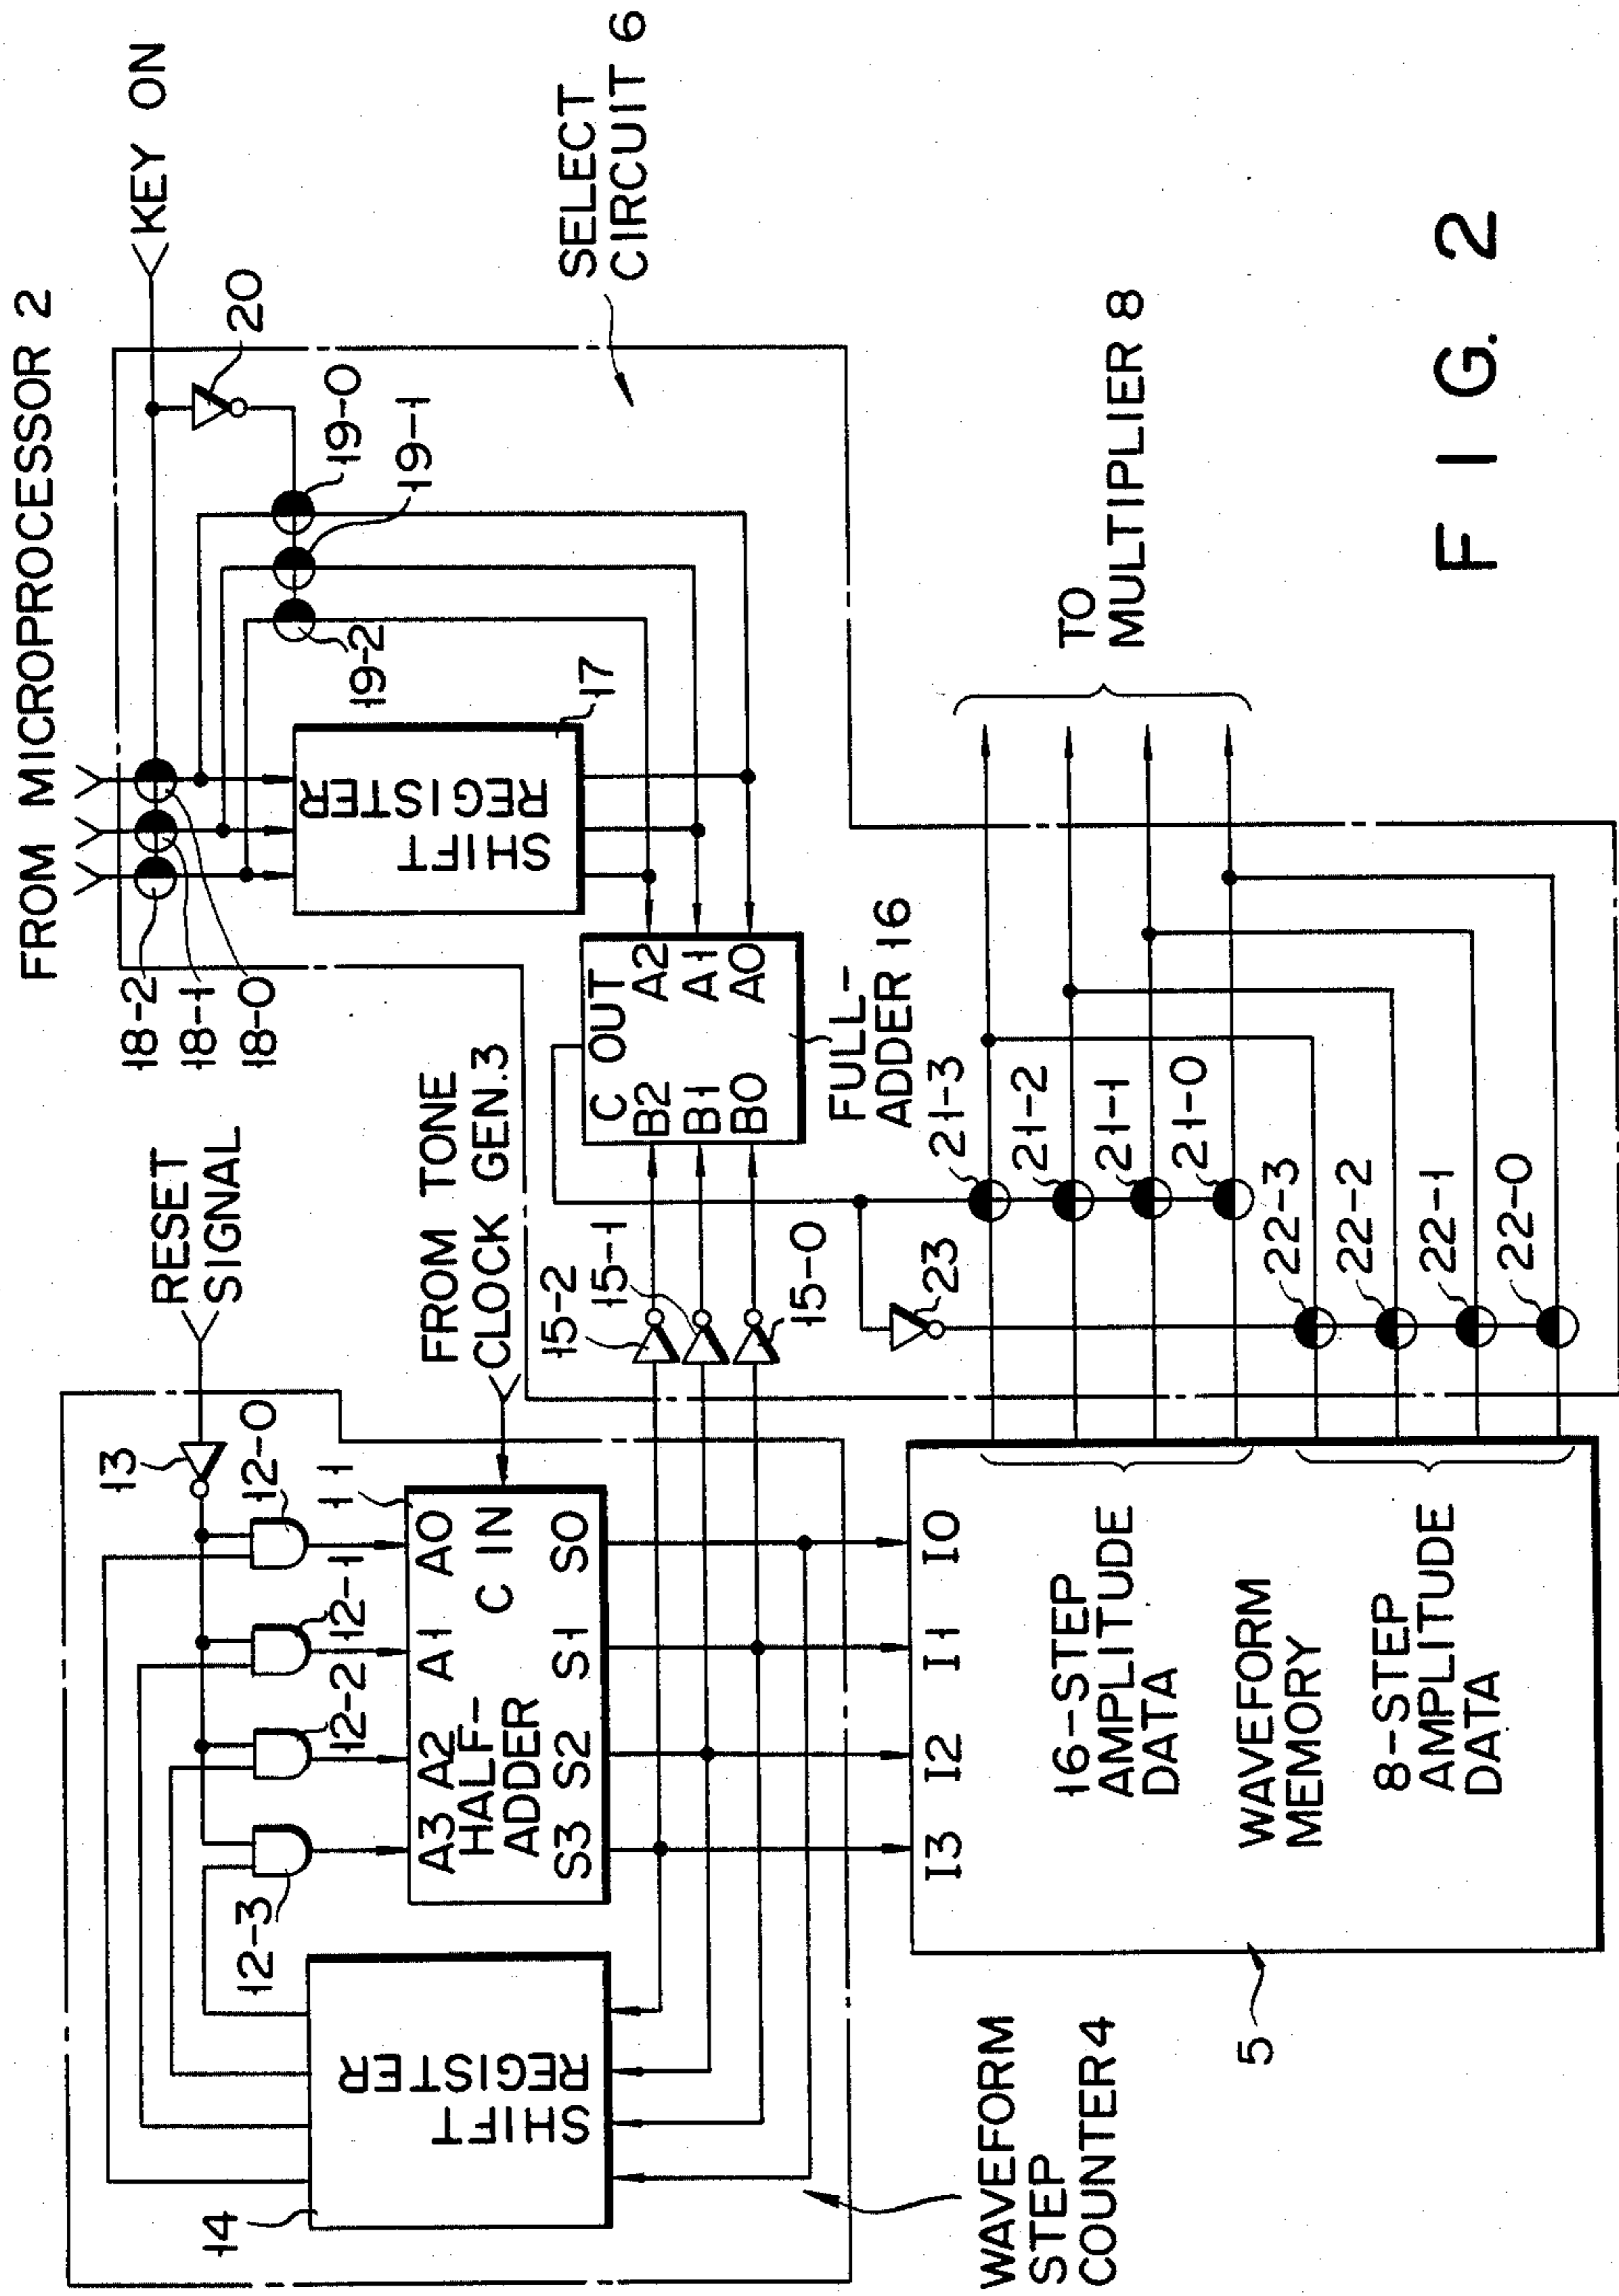 FROM MICROPROCESSOR 2
KEY ON
RESET
SIGNAL
FROM TONE
CLOCK GEN.3
SELECT
CIRCUIT 6
18-2
18-1
18-0
20
19-0
19-1
19-2
SHIFT
REGISTER
17
13
12-0
12-1
12-2
12-3
11
A3 A2 A1 A0
HALF-
ADDER
C IN
S3 S2 S1 S0
14
SHIFT
REGISTER
15-2
15-1
15-0
C OUT
B2 A2
B1 A1
B0 A0
FULL-
ADDER 16
21-3
21-2
21-1
21-0
23
22-3
22-2
22-1
22-0
TO
MULTIPLIER 8
I3 I2 I1 I0
16-STEP
AMPLITUDE
DATA
WAVEFORM
MEMORY
8-STEP
AMPLITUDE
DATA
5
WAVEFORM
STEP
COUNTER4
FIG. 2